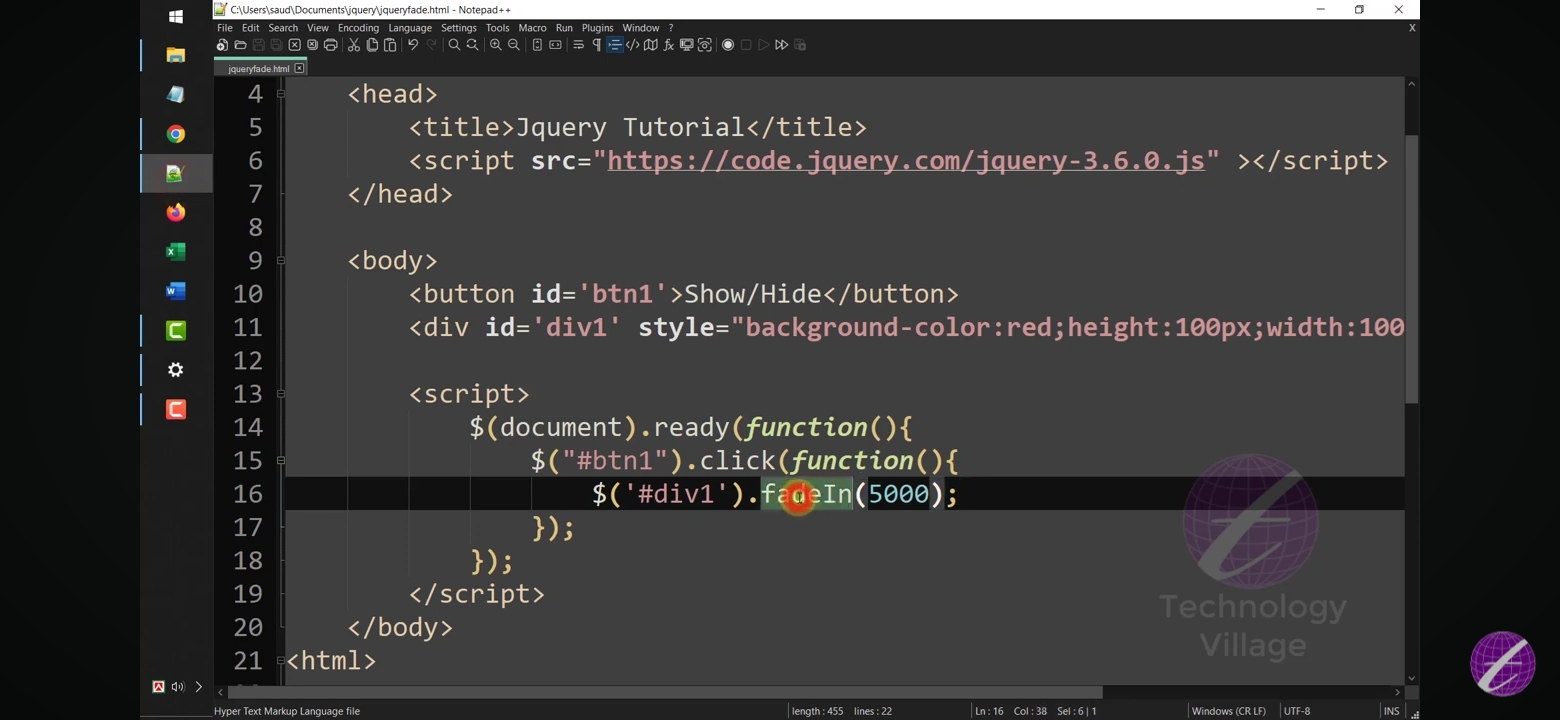 C:\Users\saud\Documents\jquery\jqueryfade.html - Notepad++
File Edit Search View Encoding Language Settings Tools Macro Run Plugins Window ?
X
jqueryfade.html
4 <head>
5 <title>Jquery Tutorial</title>
6 <script src="https://code.jquery.com/jquery-3.6.0.js" ></script>
7 </head>
8
9 <body>
10 <button id='btn1'>Show/Hide</button>
11 <div id='div1' style="background-color:red;height:100px;width:100
12
13 <script>
14 $(document).ready(function(){
15 $("#btn1").click(function(){
16 $('#div1').fadeIn(5000);
17 });
18 });
19 </script>
20 </body>
21 <html>
Technology
Village
Hyper Text Markup Language file length : 455 lines : 22 Ln : 16 Col : 38 Sel : 6 | 1 Windows (CR LF) UTF-8 INS